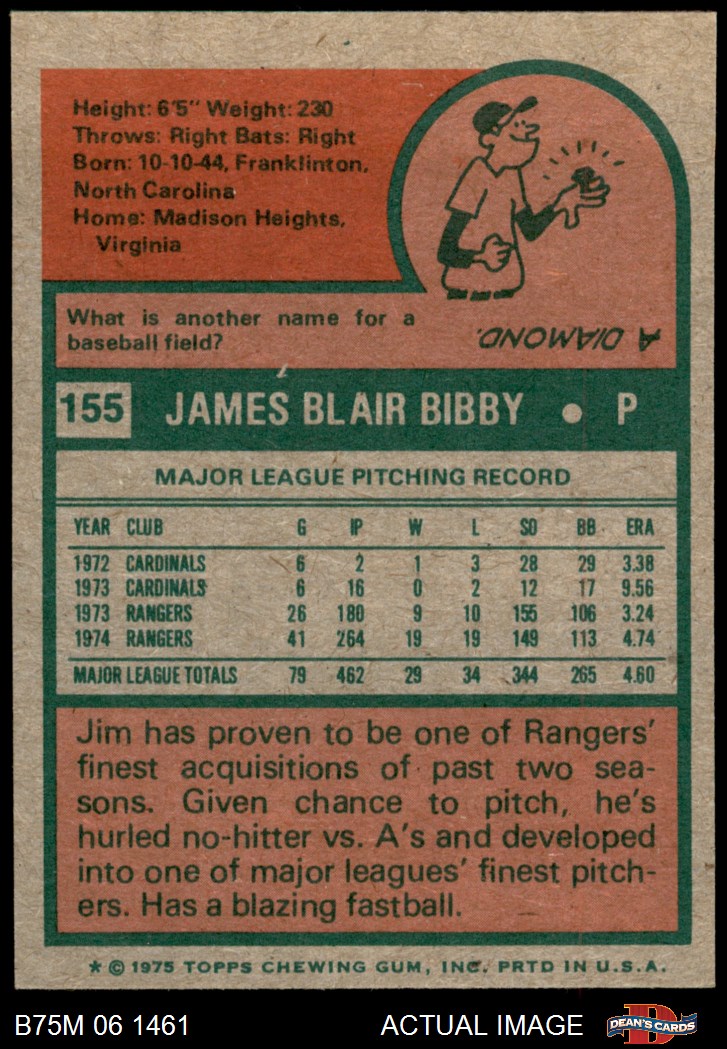 Height: 6'5" Weight: 230
Throws: Right Bats: Right
Born: 10-10-44, Franklinton,
North Carolina
Home: Madison Heights,
Virginia
What is another name for a
baseball field?
A DIAMOND.
155 JAMES BLAIR BIBBY • P
MAJOR LEAGUE PITCHING RECORD
YEAR CLUB G IP W L SO BB ERA
1972 CARDINALS 6 2 1 3 28 29 3.38
1973 CARDINALS 6 16 0 2 12 17 9.56
1973 RANGERS 26 180 9 10 155 106 3.24
1974 RANGERS 41 264 19 19 149 113 4.74
MAJOR LEAGUE TOTALS 79 462 29 34 344 265 4.60
Jim has proven to be one of Rangers'
finest acquisitions of past two sea-
sons. Given chance to pitch, he's
hurled no-hitter vs. A's and developed
into one of major leagues' finest pitch-
ers. Has a blazing fastball.
* © 1975 TOPPS CHEWING GUM, INC. PRTD IN U.S.A.
B75M 06 1461 ACTUAL IMAGE D DEAN'S CARDS